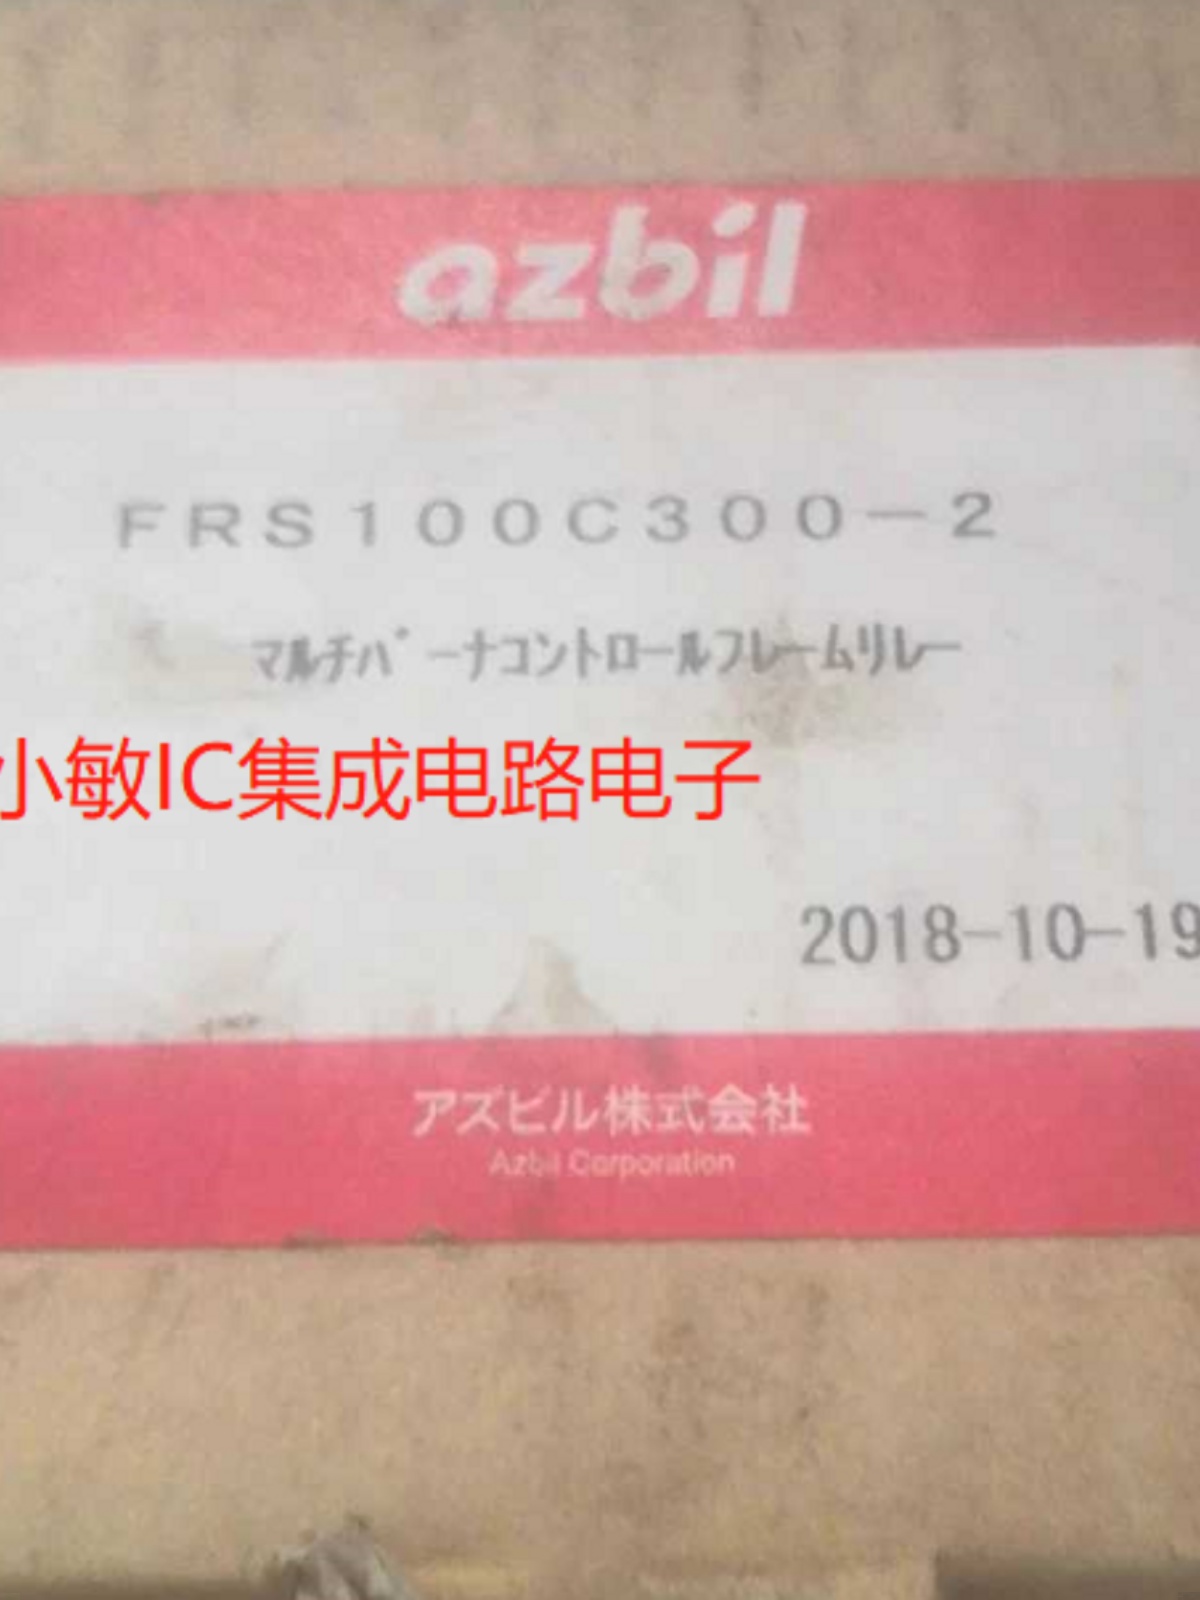 azbil
FRS100C300-2
ﾏﾙﾁﾊﾞｰﾅｺﾝﾄﾛｰﾙﾌﾚｰﾑﾘﾚｰ
小敏IC集成电路电子
2018-10-19
アズビル株式会社
Azbil Corporation